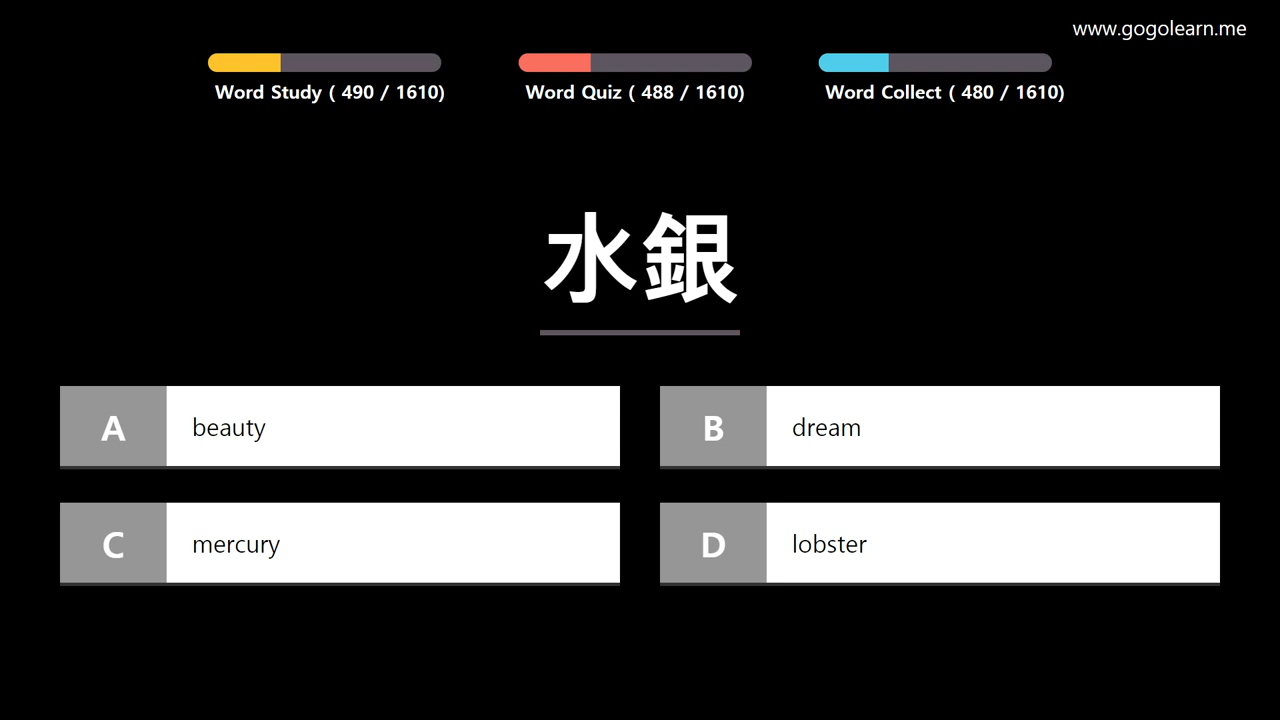 www.gogolearn.me
Word Study ( 490 / 1610)
Word Quiz ( 488 / 1610)
Word Collect ( 480 / 1610)
水銀
A beauty
B dream
C mercury
D lobster